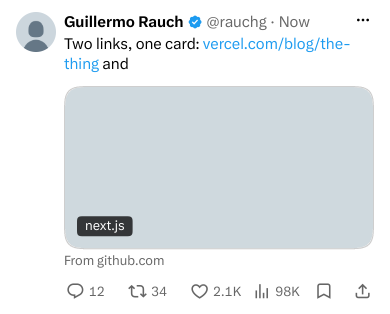 Guillermo Rauch @rauchg · Now
Two links, one card: vercel.com/blog/the-
thing and
next.js
From github.com
12 34 2.1K 98K